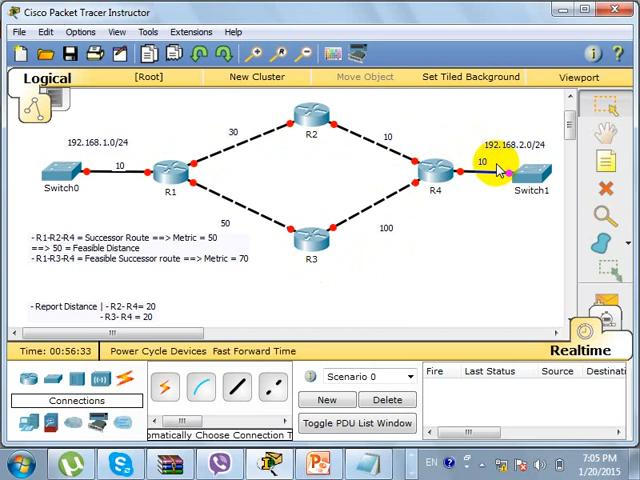 Cisco Packet Tracer Instructor
File Edit Options View Tools Extensions Help
Logical [Root] New Cluster Move Object Set Tiled Background Viewport
192.168.1.0/24
10
Switch0
R1
30
R2
10
192.168.2.0/24
10
R4
Switch1
50
R3
100
- R1-R2-R4 = Successor Route ==> Metric = 50
==> 50 = Feasible Distance
- R1-R3-R4 = Feasible Successor route ==> Metric = 70
- Report Distance | - R2- R4= 20
- R3- R4 = 20
Time: 00:56:33 Power Cycle Devices Fast Forward Time Realtime
Connections
Automatically Choose Connection T
Scenario 0
New Delete
Toggle PDU List Window
Fire Last Status Source Destinati
EN
7:05 PM
1/20/2015